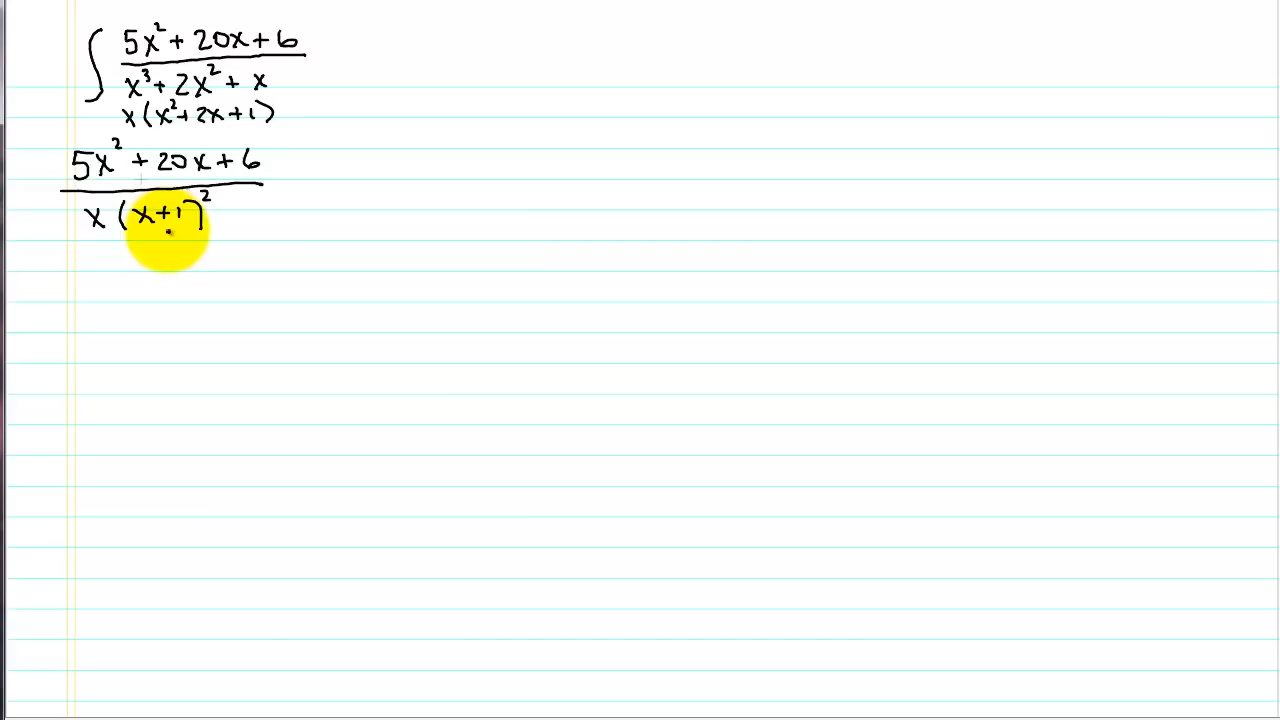 ∫ 5x² + 20x + 6
x³ + 2x² + x
x(x² + 2x + 1)
5x² + 20x + 6
x (x+1)²